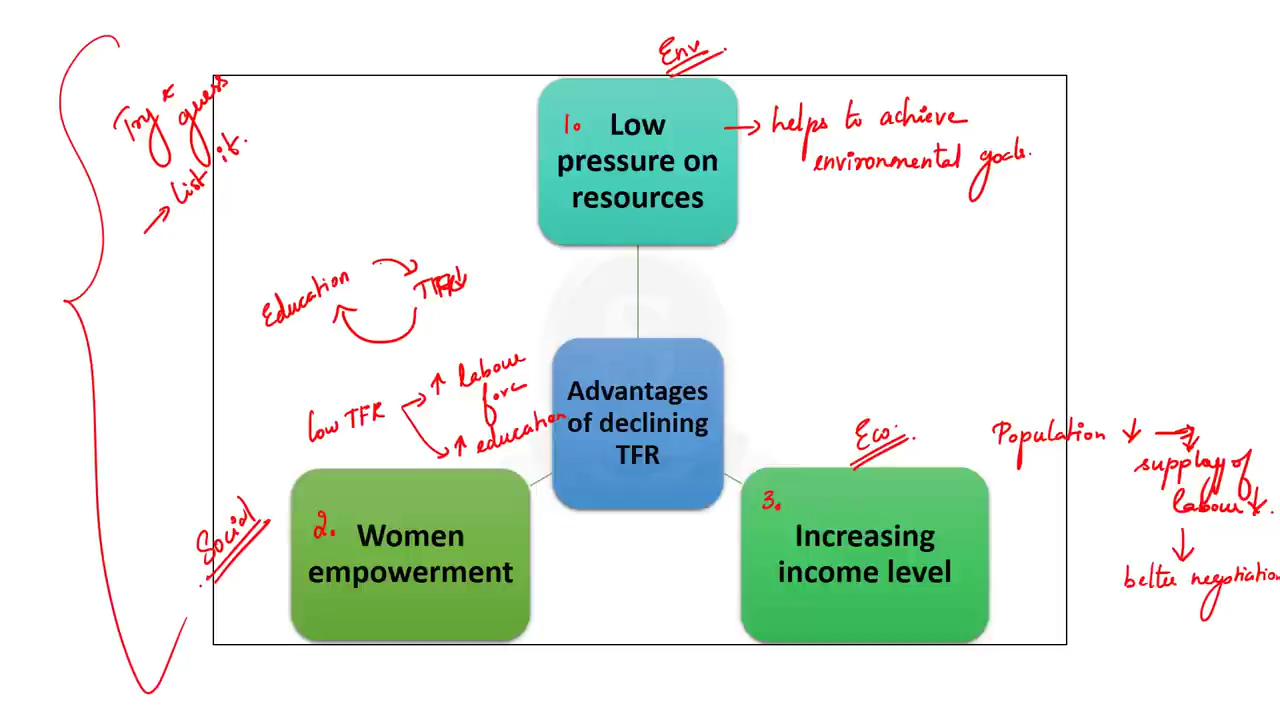 Env
Try & guess
→ list it.
1. Low
pressure on
resources
→ helps to achieve
environmental goals.
Education
TFR↓
low TFR
↑ labour
force
↑ education
Advantages
of declining
TFR
Social
2. Women
empowerment
Eco.
3. Increasing
income level
Population ↓ →
supply of
labour ↓.
↓
better negotiation